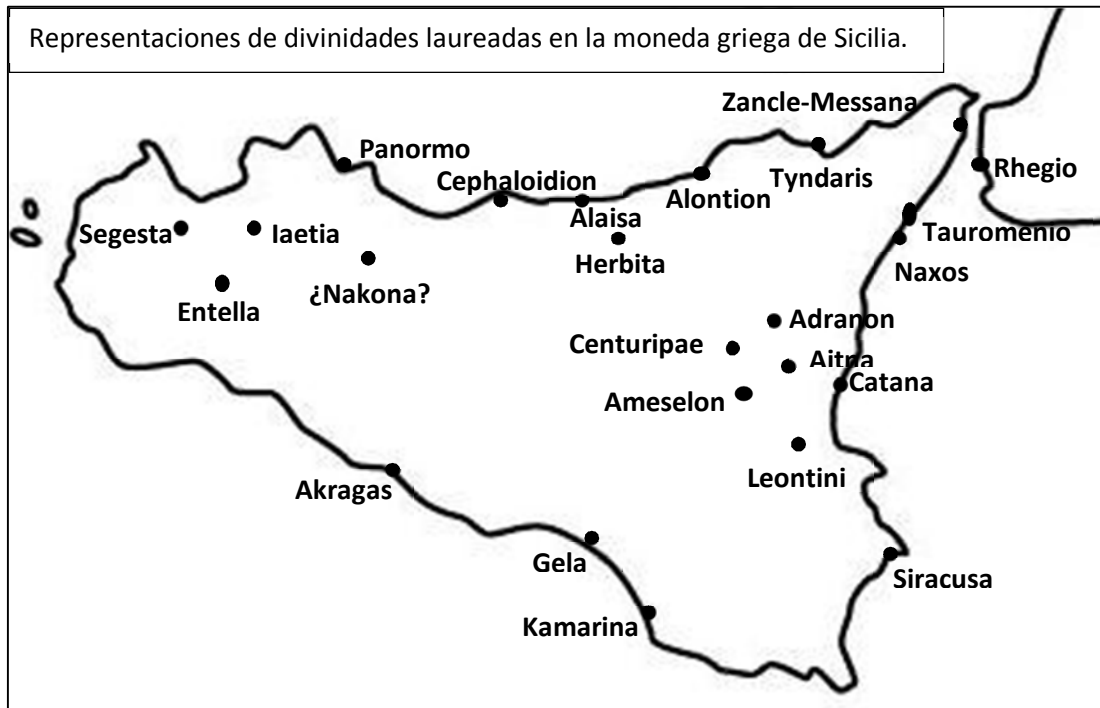 Representaciones de divinidades laureadas en la moneda griega de Sicilia.
Zancle-Messana
Panormo
Tyndaris
Rhegio
Cephaloidion
Alontion
Alaisa
Segesta
Iaetia
Tauromenio
Herbita
Naxos
¿Nakona?
Entella
Adranon
Centuripae
Aitna
Catana
Ameselon
Leontini
Akragas
Gela
Siracusa
Kamarina